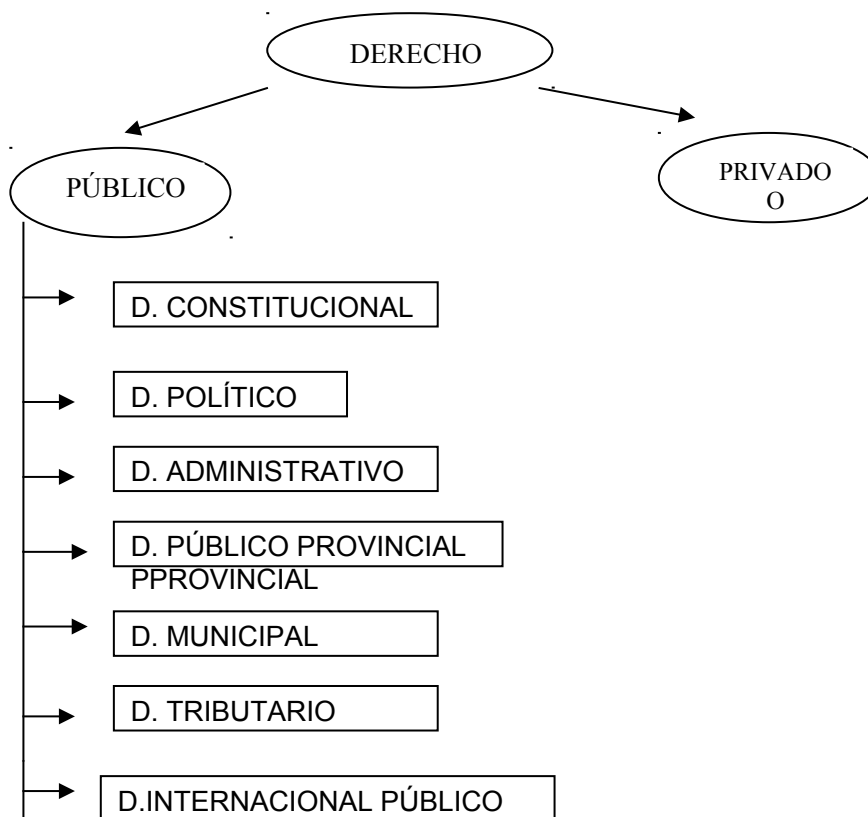 DERECHO
PÚBLICO
PRIVADO
O
D. CONSTITUCIONAL
D. POLÍTICO
D. ADMINISTRATIVO
D. PÚBLICO PROVINCIAL
PPROVINCIAL
D. MUNICIPAL
D. TRIBUTARIO
D.INTERNACIONAL PÚBLICO